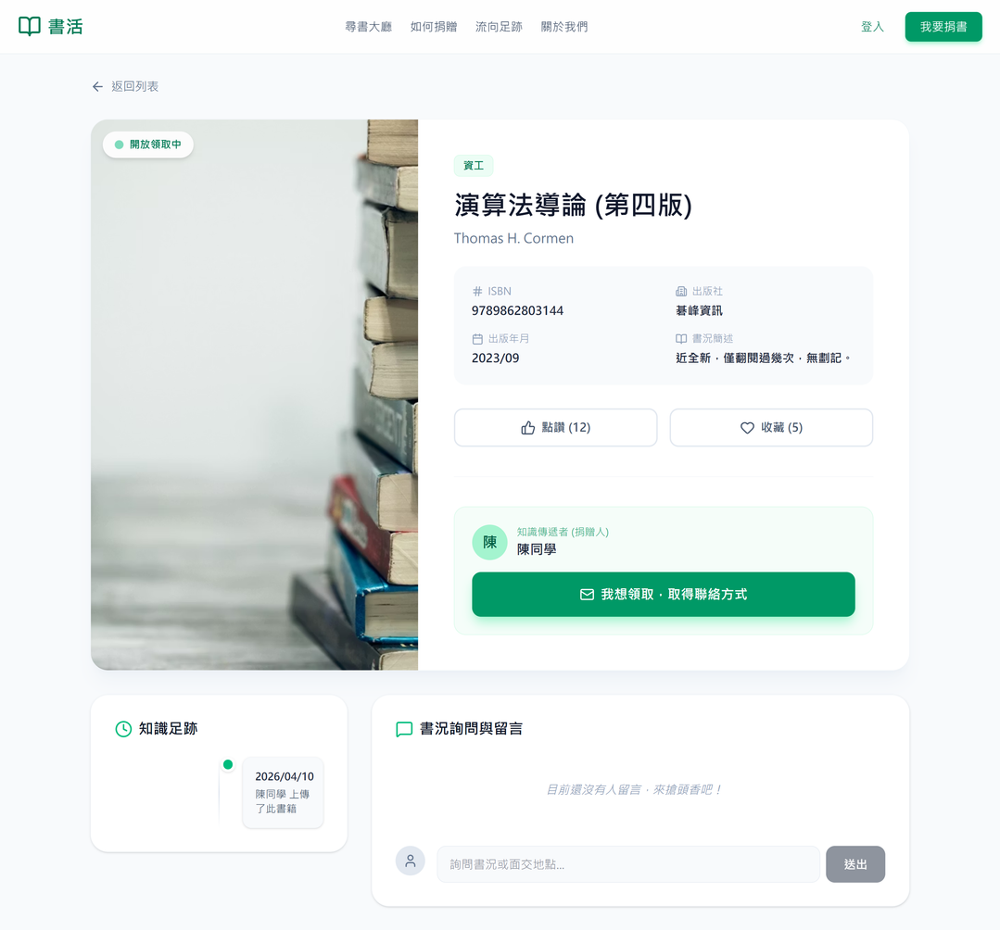 書活
尋書大廳 如何捐贈 流向足跡 關於我們
登入
我要捐書
返回列表
開放領取中
資工
演算法導論 (第四版)
Thomas H. Cormen
ISBN
9789862803144
出版社
碁峰資訊
出版年月
2023/09
書況簡述
近全新，僅翻閱過幾次，無劃記。
點讚 (12)
收藏 (5)
陳
知識傳遞者 (捐贈人)
陳同學
我想領取，取得聯絡方式
知識足跡
2026/04/10
陳同學 上傳
了此書籍
書況詢問與留言
目前還沒有人留言，來搶頭香吧！
詢問書況或面交地點...
送出